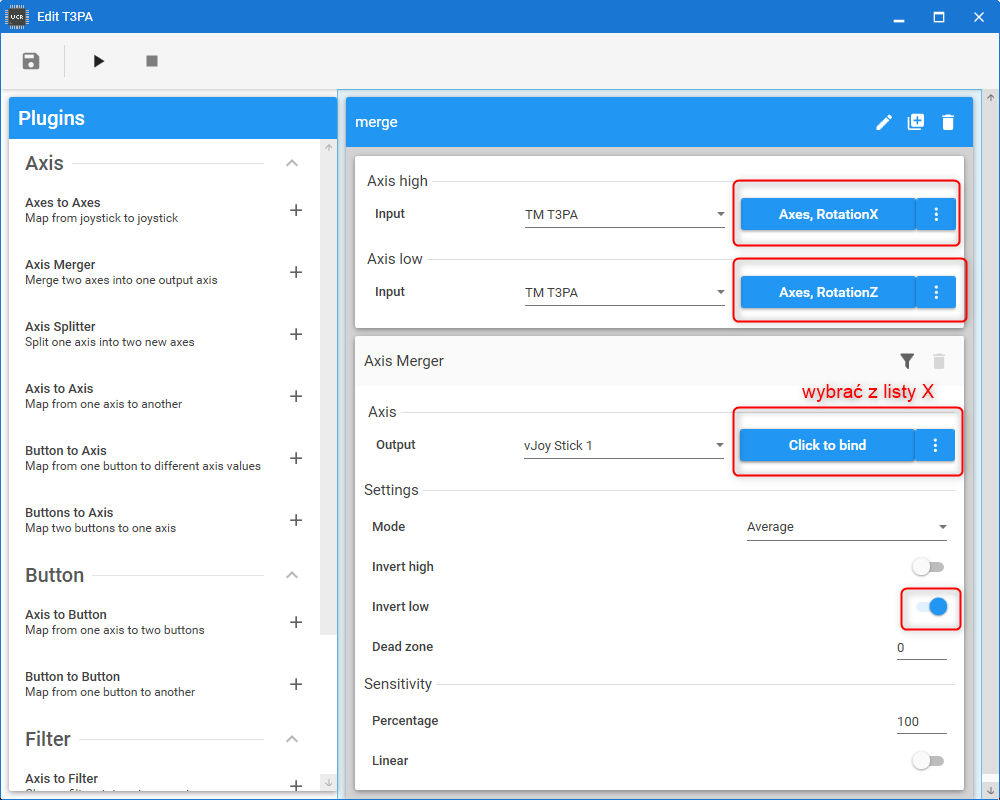 UCR
Edit T3PA
Plugins
Axis
Axes to Axes
Map from joystick to joystick
Axis Merger
Merge two axes into one output axis
Axis Splitter
Split one axis into two new axes
Axis to Axis
Map from one axis to another
Button to Axis
Map from one button to different axis values
Buttons to Axis
Map two buttons to one axis
Button
Axis to Button
Map from one axis to two buttons
Button to Button
Map from one button to another
Filter
Axis to Filter
merge
Axis high
Input TM T3PA Axes, RotationX
Axis low
Input TM T3PA Axes, RotationZ
Axis Merger
wybrać z listy X
Axis
Output vJoy Stick 1 Click to bind
Settings
Mode Average
Invert high
Invert low
Dead zone 0
Sensitivity
Percentage 100
Linear